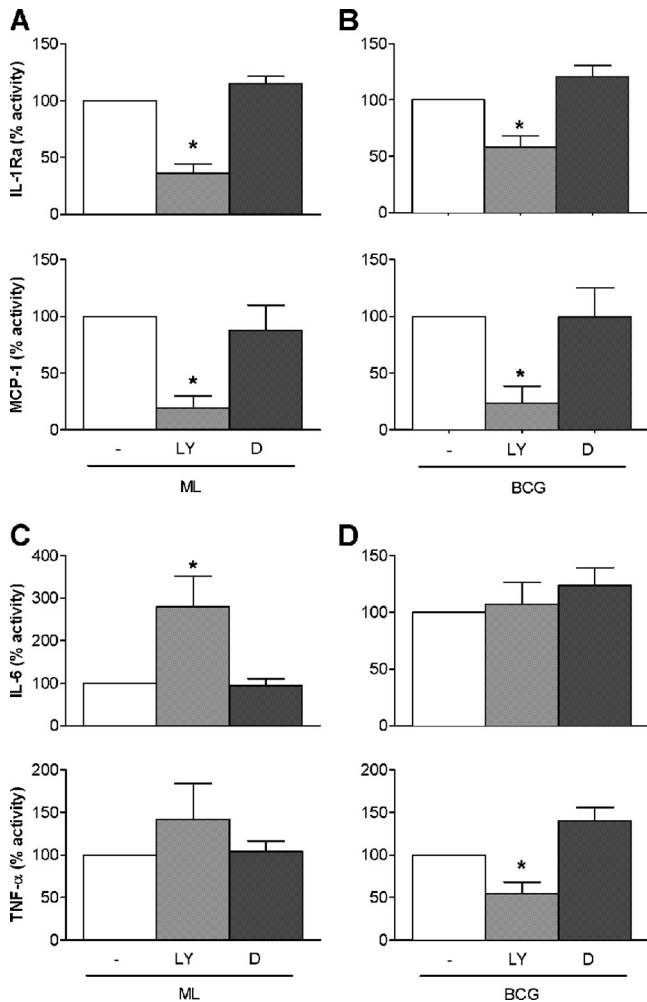 A
IL-1Ra (% activity)
150
100
50
0
*
B
150
100
50
0
*
MCP-1 (% activity)
150
100
50
0
*
- LY D
ML
150
100
50
0
*
- LY D
BCG
C
IL-6 (% activity)
400
300
200
100
0
*
D
150
100
50
0
TNF-α (% activity)
200
150
100
50
0
- LY D
ML
200
150
100
50
0
*
- LY D
BCG